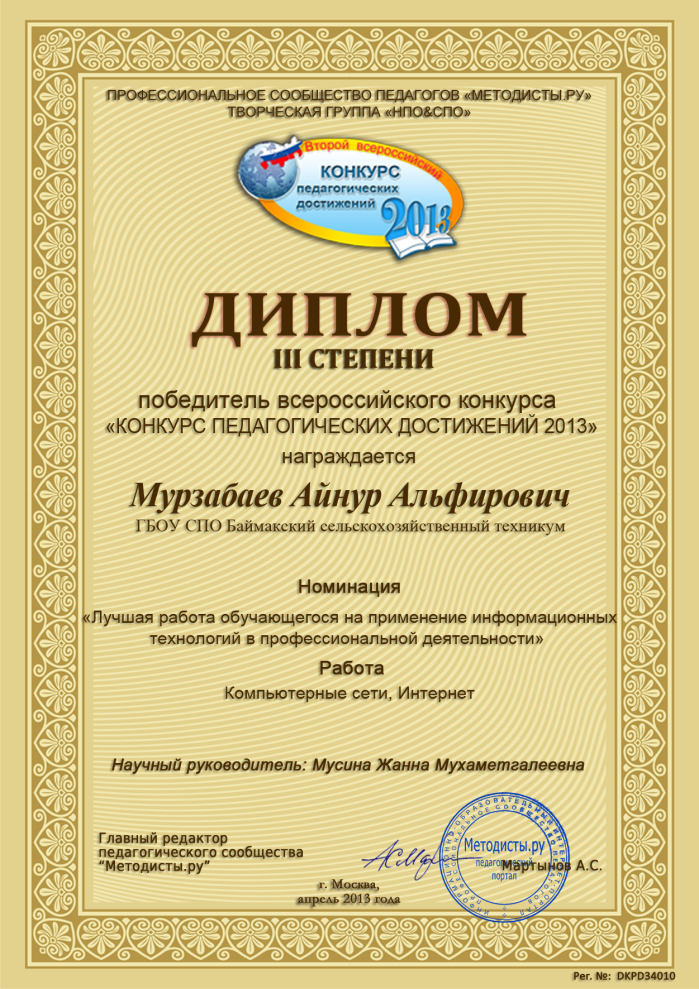 ПРОФЕССИОНАЛЬНОЕ СООБЩЕСТВО ПЕДАГОГОВ «МЕТОДИСТЫ.РУ»
ТВОРЧЕСКАЯ ГРУППА «НПО&СПО»
Второй всероссийский
КОНКУРС
педагогических
достижений
2013
ДИПЛОМ
III СТЕПЕНИ
победитель всероссийского конкурса
«КОНКУРС ПЕДАГОГИЧЕСКИХ ДОСТИЖЕНИЙ 2013»
награждается
Мурзабаев Айнур Альфирович
ГБОУ СПО Баймакский сельскохозяйственный техникум
Номинация
«Лучшая работа обучающегося на применение информационных
технологий в профессиональной деятельности»
Работа
Компьютерные сети, Интернет
Научный руководитель: Мусина Жанна Мухаметгалеевна
Главный редактор
педагогического сообщества
"Методисты.ру"
Методисты.ру
педагогический
портал
Мартынов А.С.
г. Москва,
апрель 2013 года
Рег. №: DKPD34010